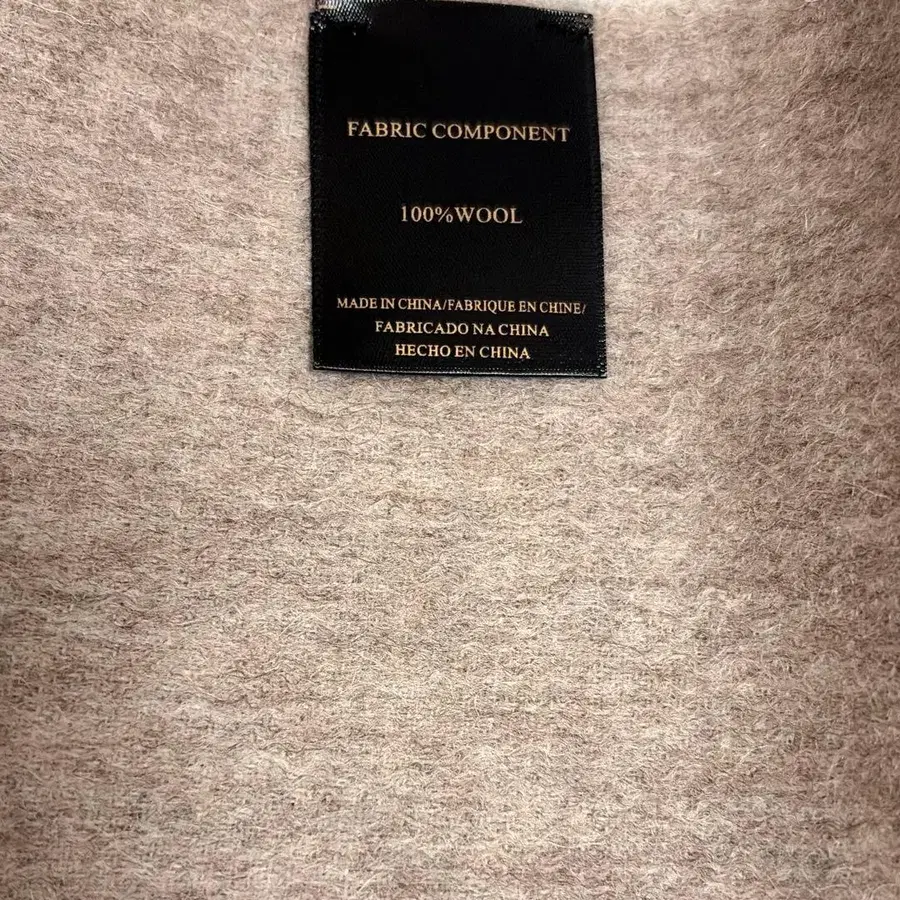 FABRIC COMPONENT
100%WOOL
MADE IN CHINA/FABRIQUE EN CHINE/
FABRICADO NA CHINA
HECHO EN CHINA